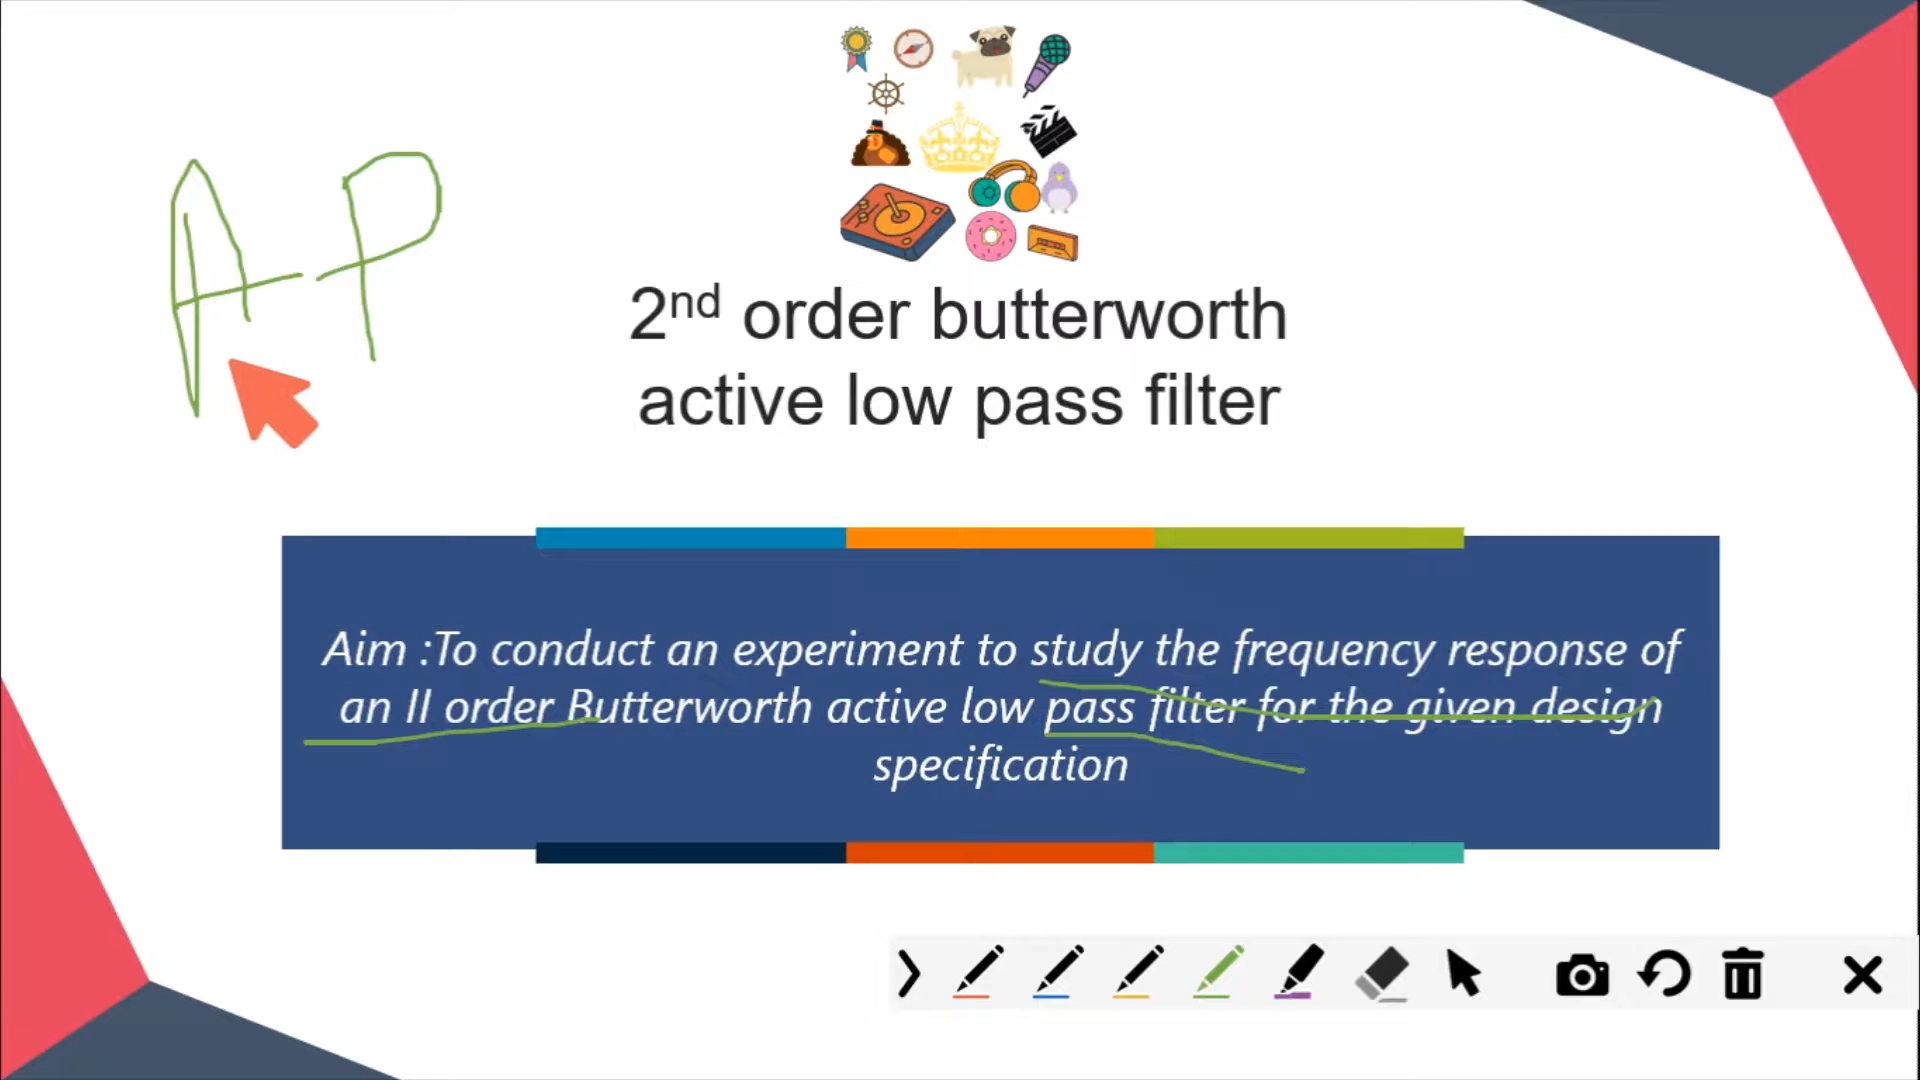 A P
2nd order butterworth
active low pass filter
Aim :To conduct an experiment to study the frequency response of
an II order Butterworth active low pass filter for the given design
specification